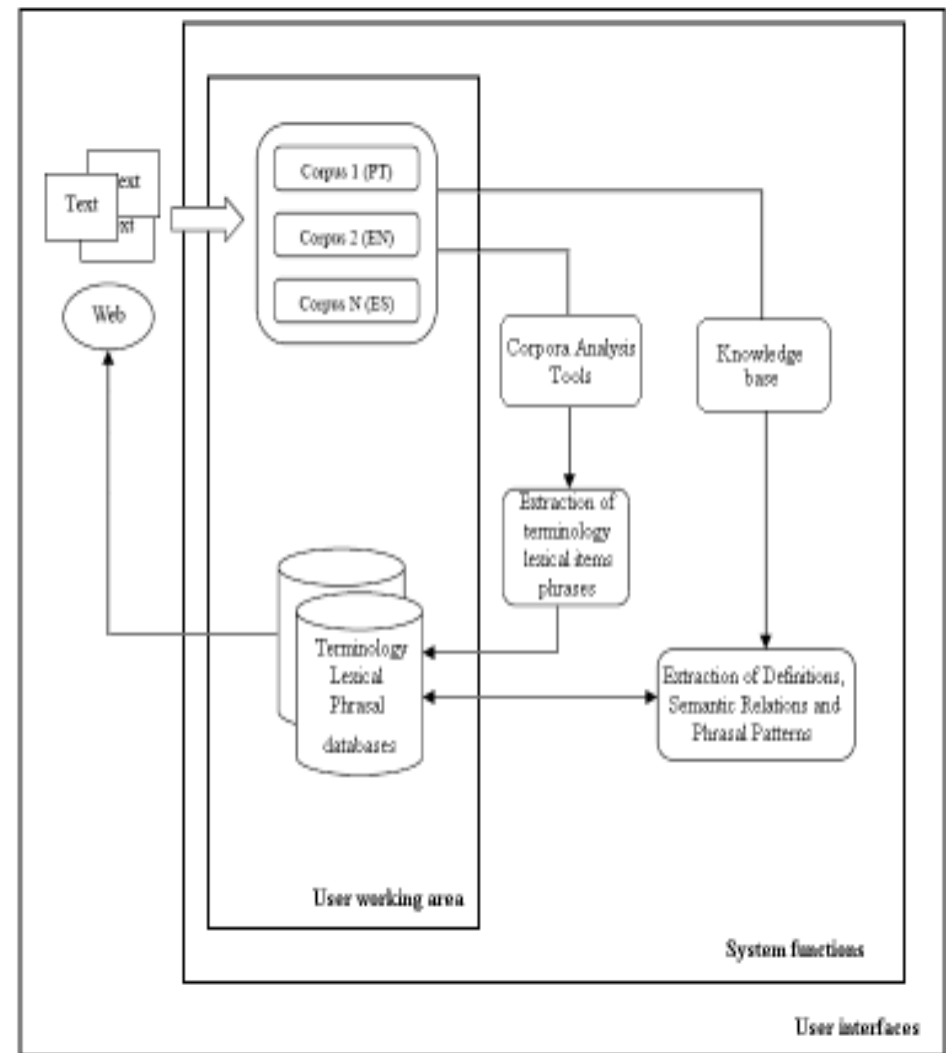 Text
ext
xt
Web
Corpus 1 (PT)
Corpus 2 (EN)
Corpus N (ES)
Corpora Analysis
Tools
Knowledge
base
Extraction of
terminology
lexical items
phrases
Terminology
Lexical
Phrasal
databases
Extraction of Definitions,
Semantic Relations and
Phrasal Patterns
User working area
System functions
User interfaces